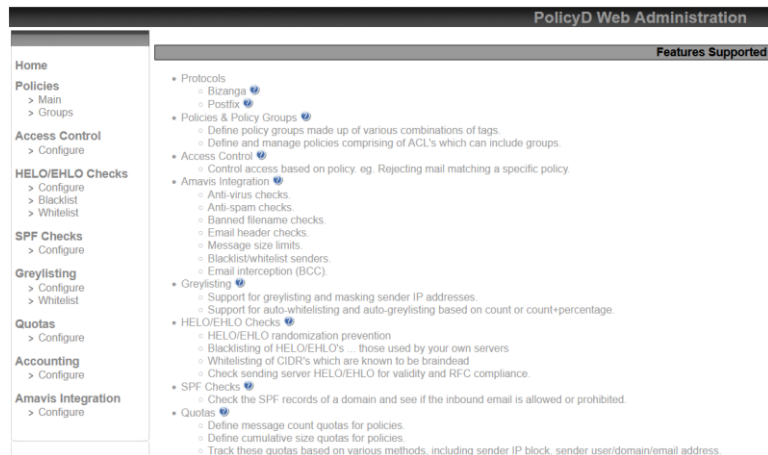 PolicyD Web Administration
Home
Policies
> Main
> Groups
Access Control
> Configure
HELO/EHLO Checks
> Configure
> Blacklist
> Whitelist
SPF Checks
> Configure
Greylisting
> Configure
> Whitelist
Quotas
> Configure
Accounting
> Configure
Amavis Integration
> Configure
Features Supported
• Protocols
◦ Bizanga
◦ Postfix
• Policies & Policy Groups
◦ Define policy groups made up of various combinations of tags.
◦ Define and manage policies comprising of ACL's which can include groups.
• Access Control
◦ Control access based on policy. eg. Rejecting mail matching a specific policy.
• Amavis Integration
◦ Anti-virus checks.
◦ Anti-spam checks.
◦ Banned filename checks.
◦ Email header checks.
◦ Message size limits.
◦ Blacklist/whitelist senders.
◦ Email interception (BCC).
• Greylisting
◦ Support for greylisting and masking sender IP addresses.
◦ Support for auto-whitelisting and auto-greylisting based on count or count+percentage.
• HELO/EHLO Checks
◦ HELO/EHLO randomization prevention
◦ Blacklisting of HELO/EHLO's ... those used by your own servers
◦ Whitelisting of CIDR's which are known to be braindead
◦ Check sending server HELO/EHLO for validity and RFC compliance.
• SPF Checks
◦ Check the SPF records of a domain and see if the inbound email is allowed or prohibited.
• Quotas
◦ Define message count quotas for policies.
◦ Define cumulative size quotas for policies.
◦ Track these quotas based on various methods, including sender IP block, sender user/domain/email address.